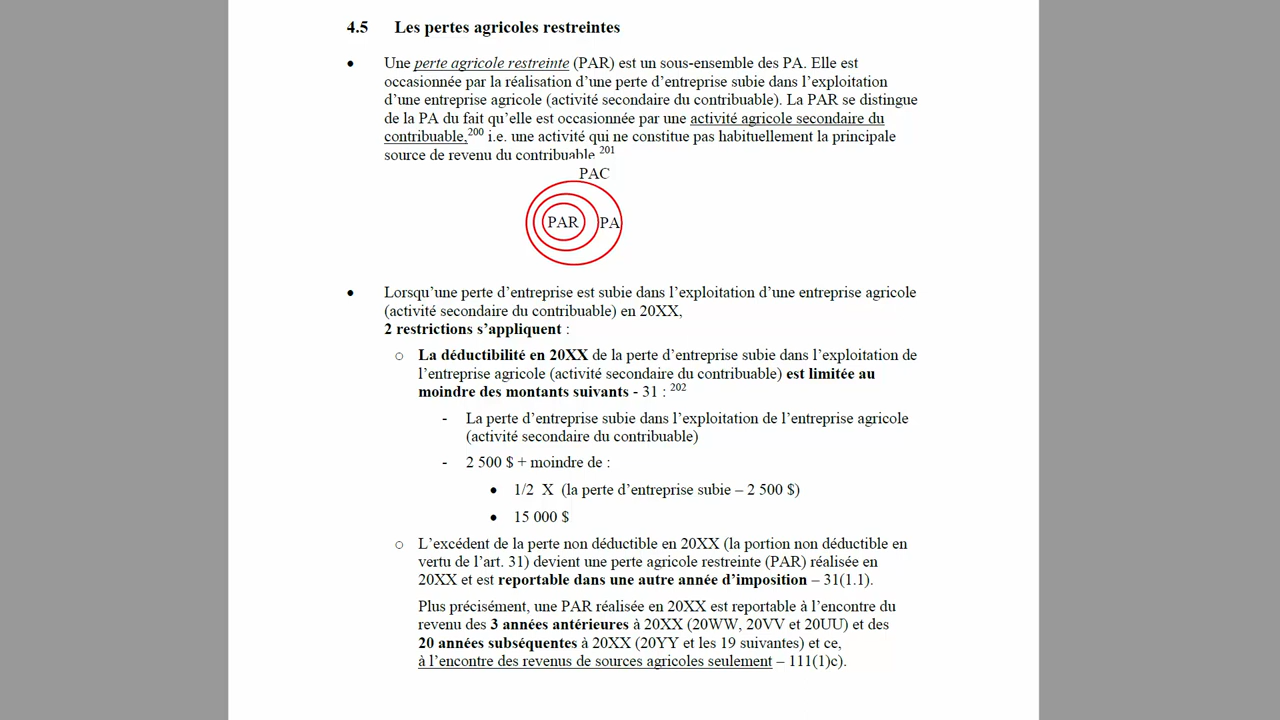 4.5 Les pertes agricoles restreintes
• Une perte agricole restreinte (PAR) est un sous-ensemble des PA. Elle est
occasionnée par la réalisation d'une perte d'entreprise subie dans l'exploitation
d'une entreprise agricole (activité secondaire du contribuable). La PAR se distingue
de la PA du fait qu'elle est occasionnée par une activité agricole secondaire du
contribuable,200 i.e. une activité qui ne constitue pas habituellement la principale
source de revenu du contribuable.201
PAC
PAR PA
• Lorsqu'une perte d'entreprise est subie dans l'exploitation d'une entreprise agricole
(activité secondaire du contribuable) en 20XX,
2 restrictions s'appliquent :
o La déductibilité en 20XX de la perte d'entreprise subie dans l'exploitation de
l'entreprise agricole (activité secondaire du contribuable) est limitée au
moindre des montants suivants - 31 : 202
- La perte d'entreprise subie dans l'exploitation de l'entreprise agricole
(activité secondaire du contribuable)
- 2 500 $ + moindre de :
• 1/2 X (la perte d'entreprise subie – 2 500 $)
• 15 000 $
o L'excédent de la perte non déductible en 20XX (la portion non déductible en
vertu de l'art. 31) devient une perte agricole restreinte (PAR) réalisée en
20XX et est reportable dans une autre année d'imposition – 31(1.1).
Plus précisément, une PAR réalisée en 20XX est reportable à l'encontre du
revenu des 3 années antérieures à 20XX (20WW, 20VV et 20UU) et des
20 années subséquentes à 20XX (20YY et les 19 suivantes) et ce,
à l'encontre des revenus de sources agricoles seulement – 111(1)c).